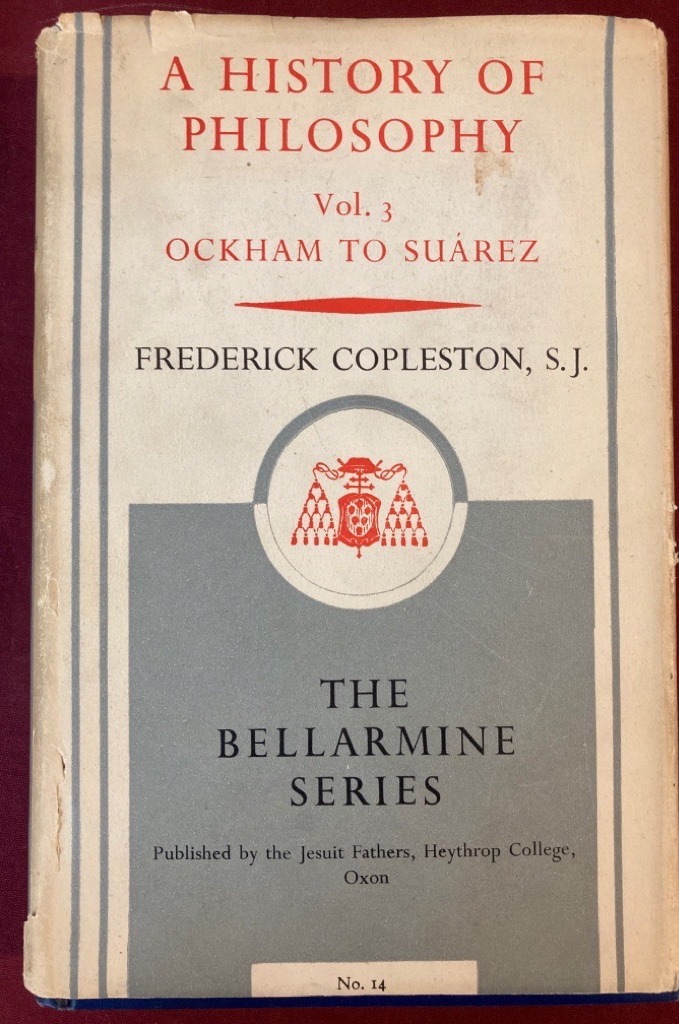 A HISTORY OF
PHILOSOPHY
Vol. 3
OCKHAM TO SUÁREZ
FREDERICK COPLESTON, S.J.
THE
BELLARMINE
SERIES
Published by the Jesuit Fathers, Heythrop College,
Oxon
No. 14